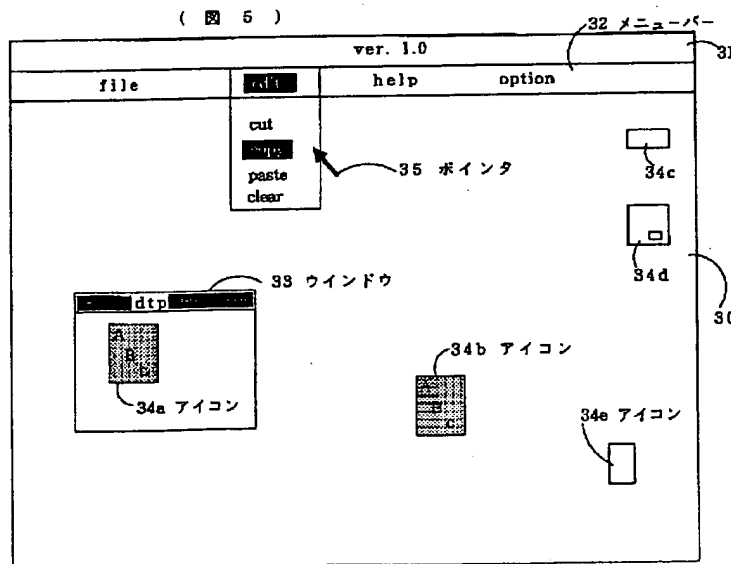 ( 図 5 )
32 メニューバー
ver. 1.0
31
file edit help option
cut
copy
paste
clear
35 ポインタ
34c
34d
33 ウインドウ
30
dtp
A
B
C
34a アイコン
34b アイコン
A
B
C
34e アイコン